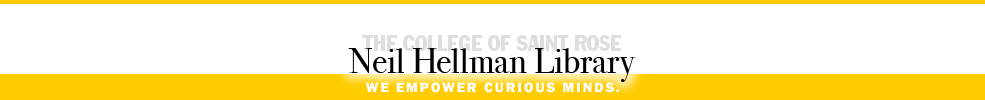 THE COLLEGE OF SAINT ROSE
Neil Hellman Library
WE EMPOWER CURIOUS MINDS.